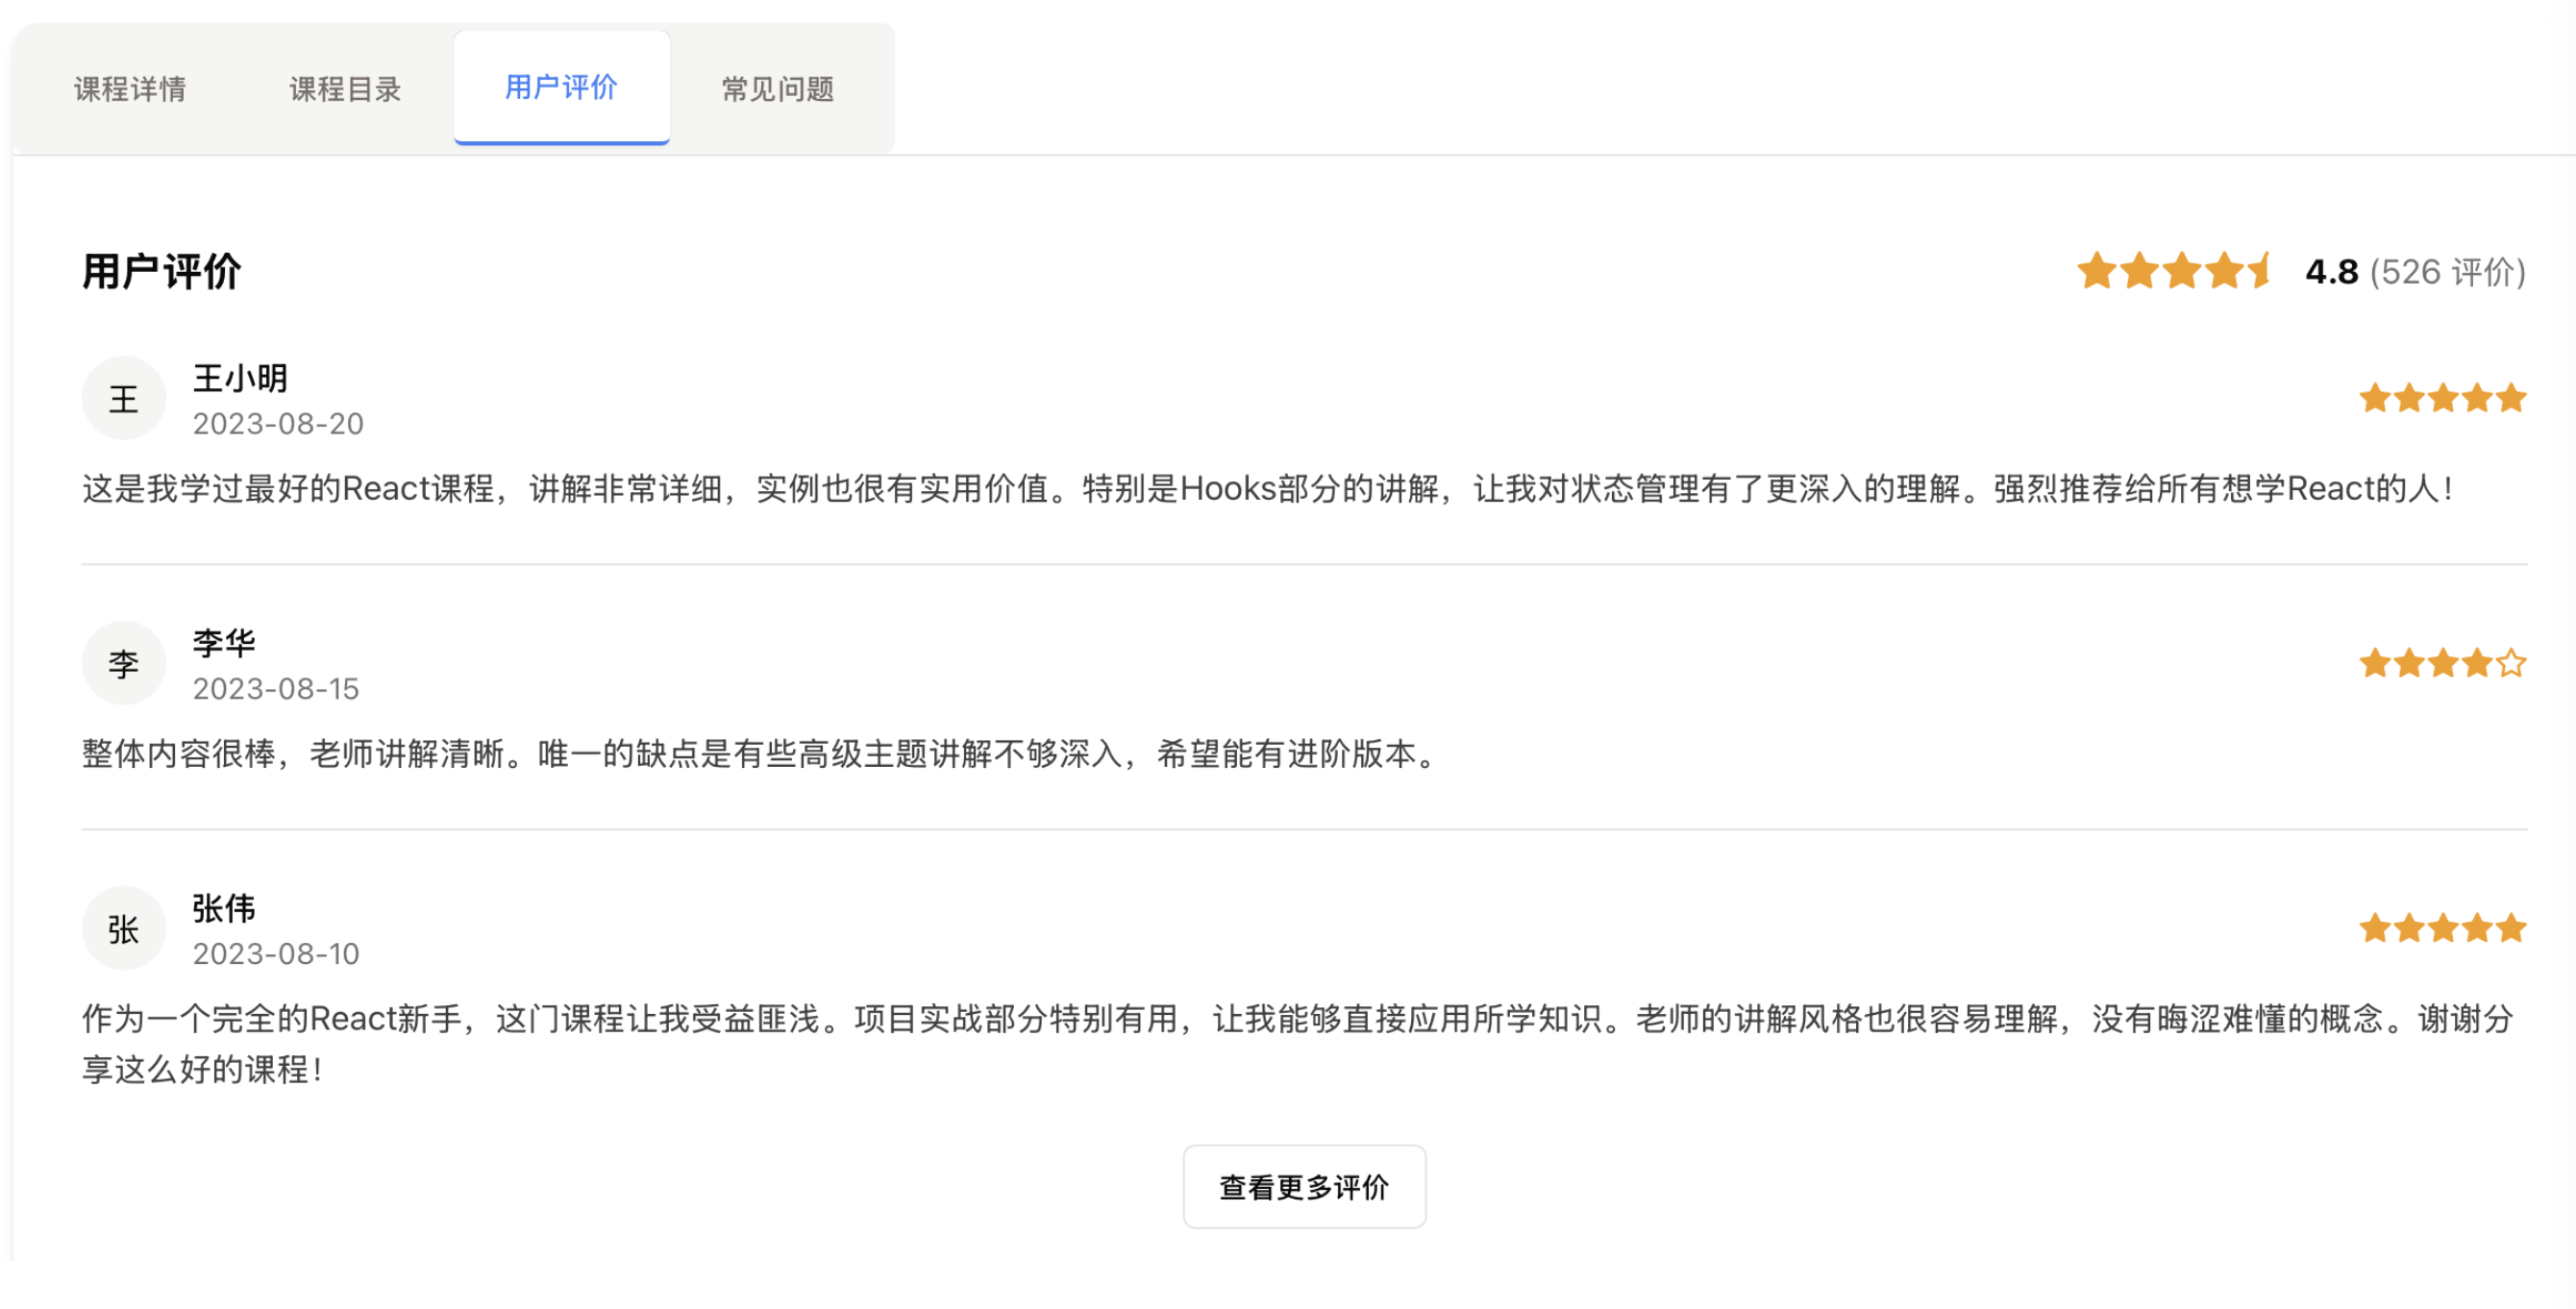 课程详情 课程目录 用户评价 常见问题
用户评价 4.8 (526 评价)
王 王小明
2023-08-20
这是我学过最好的React课程，讲解非常详细，实例也很有实用价值。特别是Hooks部分的讲解，让我对状态管理有了更深入的理解。强烈推荐给所有想学React的人！
李 李华
2023-08-15
整体内容很棒，老师讲解清晰。唯一的缺点是有些高级主题讲解不够深入，希望能有进阶版本。
张 张伟
2023-08-10
作为一个完全的React新手，这门课程让我受益匪浅。项目实战部分特别有用，让我能够直接应用所学知识。老师的讲解风格也很容易理解，没有晦涩难懂的概念。谢谢分
享这么好的课程！
查看更多评价